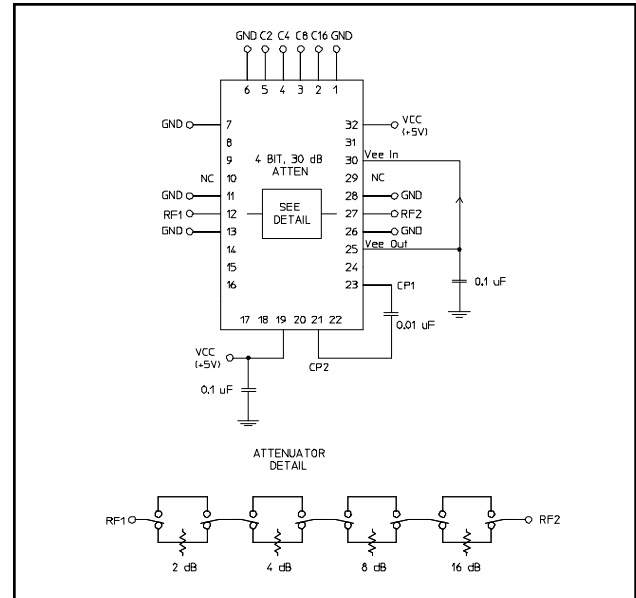 GND C2 C4 C8 C16 GND
6 5 4 3 2 1
GND 7 32 VCC
(+5V)
8 31
9 4 BIT, 30 dB 30 Vee In
ATTEN
NC 10 29 NC
GND 11 28 GND
SEE
RF1 12 27 RF2
DETAIL
GND 13 26 GND
14 25 Vee Out
15 24
16 23 CP1
0.1 uF
17 18 19 20 21 22
0.01 uF
VCC
(+5V)
CP2
0.1 uF
ATTENUATOR
DETAIL
RF1 RF2
2 dB 4 dB 8 dB 16 dB